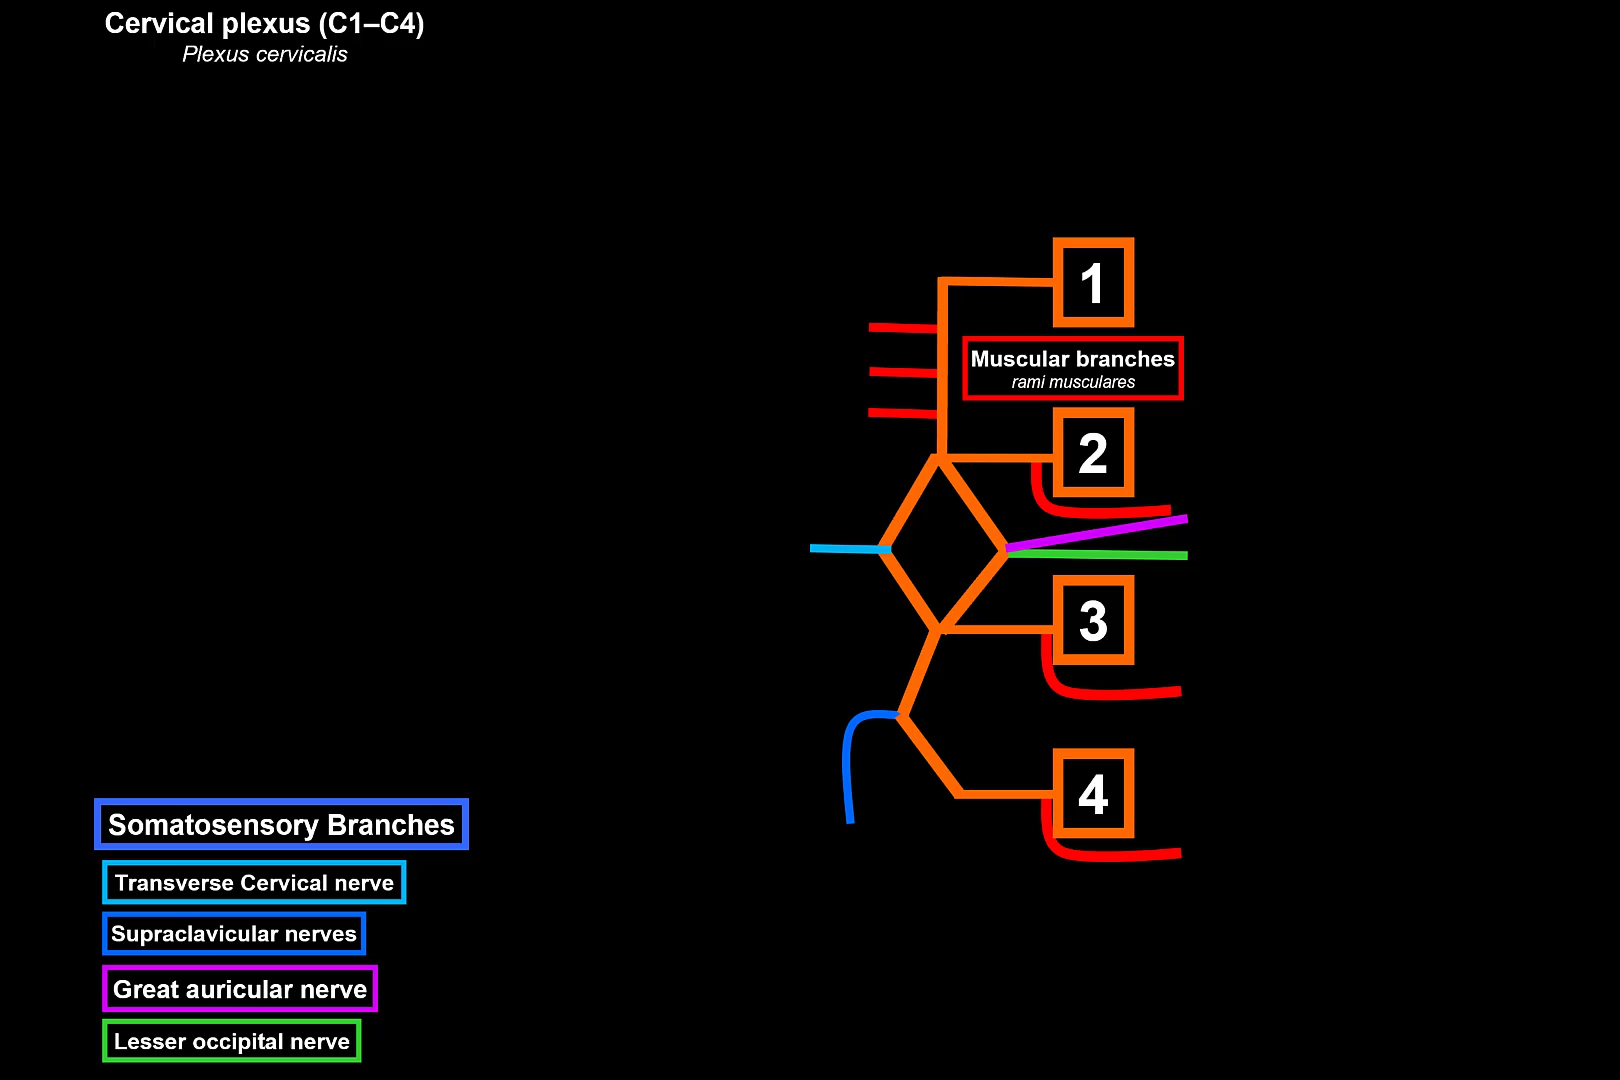 Cervical plexus (C1–C4)
Plexus cervicalis
1
Muscular branches
rami musculares
2
3
4
Somatosensory Branches
Transverse Cervical nerve
Supraclavicular nerves
Great auricular nerve
Lesser occipital nerve